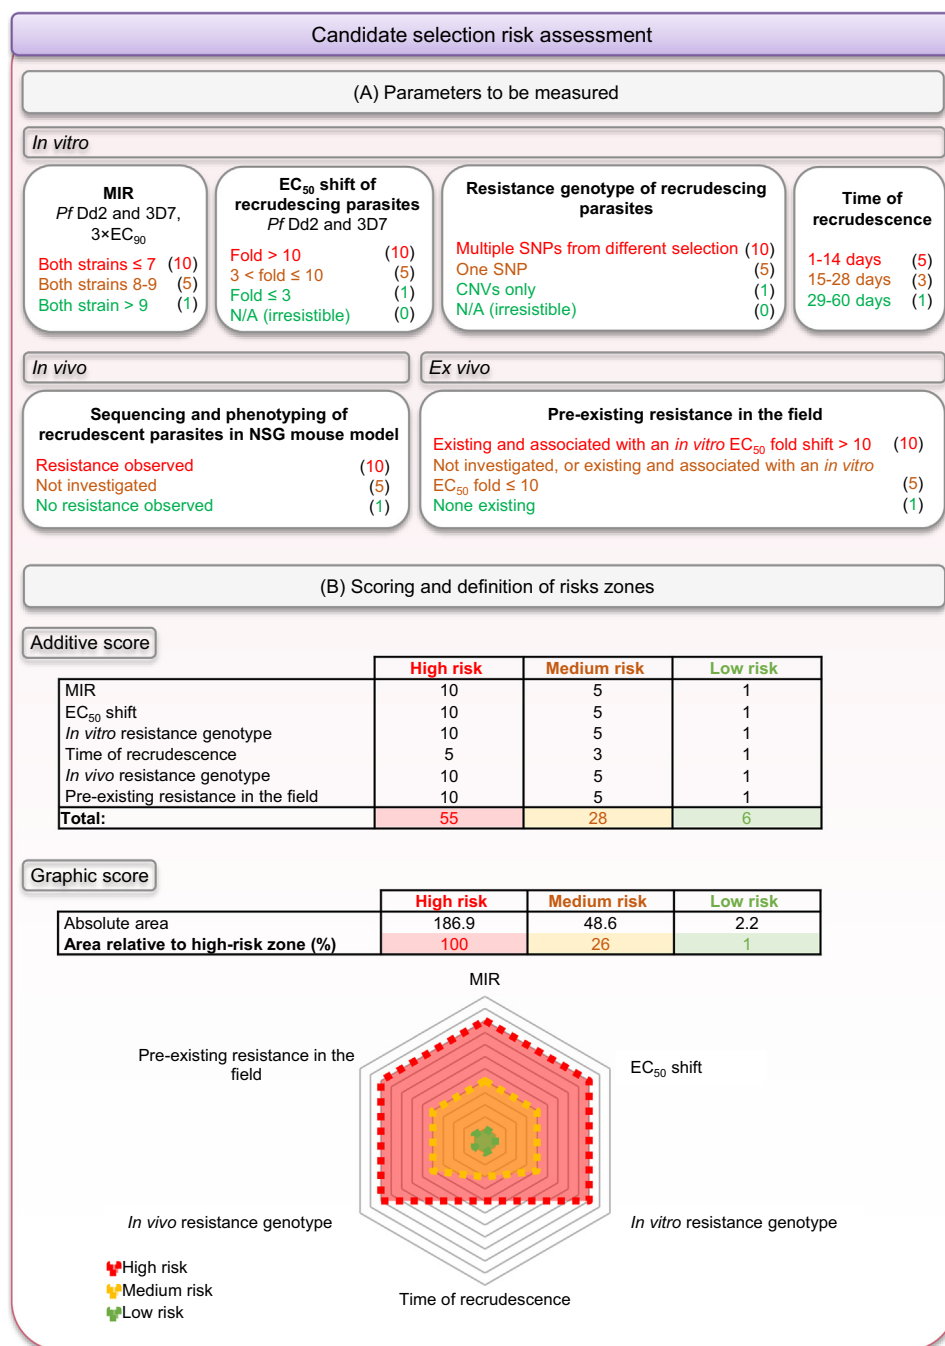 Candidate selection risk assessment
(A) Parameters to be measured
In vitro
MIR
Pf Dd2 and 3D7,
3×EC90
Both strains ≤ 7 (10)
Both strains 8-9 (5)
Both strain > 9 (1)
EC50 shift of
recrudescing parasites
Pf Dd2 and 3D7
Fold > 10 (10)
3 < fold ≤ 10 (5)
Fold ≤ 3 (1)
N/A (irresistible) (0)
Resistance genotype of recrudescing
parasites
Multiple SNPs from different selection (10)
One SNP (5)
CNVs only (1)
N/A (irresistible) (0)
Time of
recrudescence
1-14 days (5)
15-28 days (3)
29-60 days (1)
In vivo
Sequencing and phenotyping of
recrudescent parasites in NSG mouse model
Resistance observed (10)
Not investigated (5)
No resistance observed (1)
Ex vivo
Pre-existing resistance in the field
Existing and associated with an in vitro EC50 fold shift > 10 (10)
Not investigated, or existing and associated with an in vitro
EC50 fold ≤ 10 (5)
None existing (1)
(B) Scoring and definition of risks zones
Additive score
High risk Medium risk Low risk
MIR 10 5 1
EC50 shift 10 5 1
In vitro resistance genotype 10 5 1
Time of recrudescence 5 3 1
In vivo resistance genotype 10 5 1
Pre-existing resistance in the field 10 5 1
Total: 55 28 6
Graphic score
High risk Medium risk Low risk
Absolute area 186.9 48.6 2.2
Area relative to high-risk zone (%) 100 26 1
MIR
Pre-existing resistance in the
field
EC50 shift
In vivo resistance genotype
In vitro resistance genotype
Time of recrudescence
High risk
Medium risk
Low risk